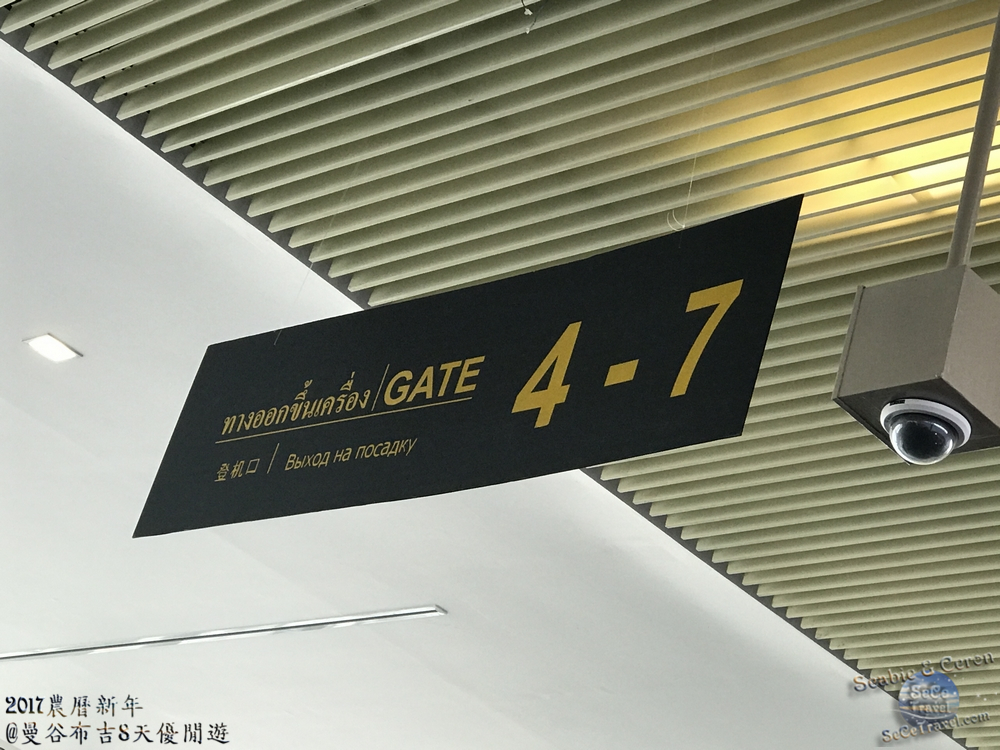 ทางออกขึ้นเครื่อง GATE 4 - 7
登机口 / Выход на посадку
2017農曆新年
@曼谷布吉8天優閒遊
Scabie & Ceren
SeCe
Travel
SeCeTravel.com